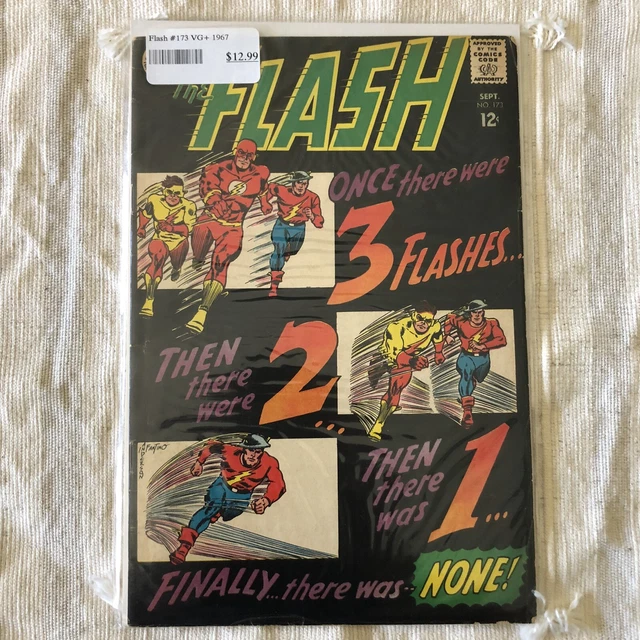 Flash #173 VG+ 1967
$12.99
The
FLASH
APPROVED
BY THE
COMICS
CODE
AUTHORITY
SEPT.
NO. 173
12¢
ONCE there were
3 FLASHES...
THEN
there
were
2...
INFANTINO
THEN
there
was
1...
FINALLY... there was--
NONE!